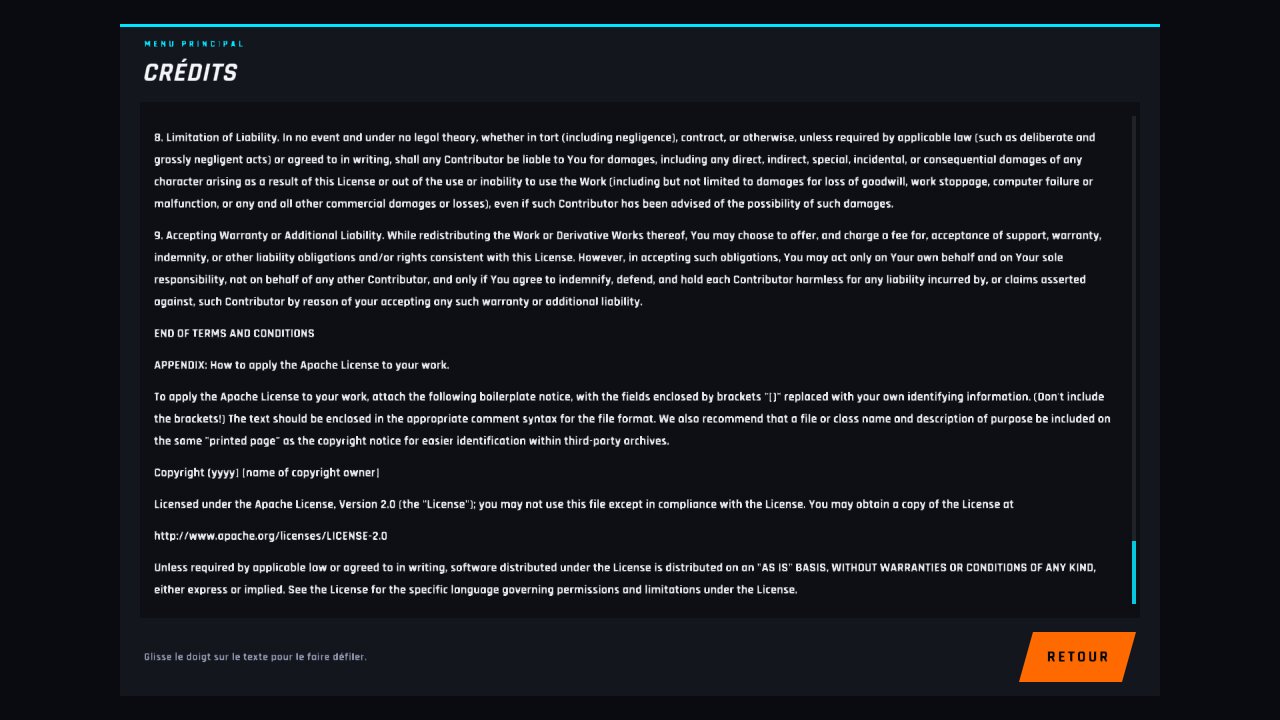 MENU PRINCIPAL
CRÉDITS
8. Limitation of Liability. In no event and under no legal theory, whether in tort (including negligence), contract, or otherwise, unless required by applicable law (such as deliberate and
grossly negligent acts) or agreed to in writing, shall any Contributor be liable to You for damages, including any direct, indirect, special, incidental, or consequential damages of any
character arising as a result of this License or out of the use or inability to use the Work (including but not limited to damages for loss of goodwill, work stoppage, computer failure or
malfunction, or any and all other commercial damages or losses), even if such Contributor has been advised of the possibility of such damages.
9. Accepting Warranty or Additional Liability. While redistributing the Work or Derivative Works thereof, You may choose to offer, and charge a fee for, acceptance of support, warranty,
indemnity, or other liability obligations and/or rights consistent with this License. However, in accepting such obligations, You may act only on Your own behalf and on Your sole
responsibility, not on behalf of any other Contributor, and only if You agree to indemnify, defend, and hold each Contributor harmless for any liability incurred by, or claims asserted
against, such Contributor by reason of your accepting any such warranty or additional liability.
END OF TERMS AND CONDITIONS
APPENDIX: How to apply the Apache License to your work.
To apply the Apache License to your work, attach the following boilerplate notice, with the fields enclosed by brackets "[]" replaced with your own identifying information. (Don't include
the brackets!) The text should be enclosed in the appropriate comment syntax for the file format. We also recommend that a file or class name and description of purpose be included on
the same "printed page" as the copyright notice for easier identification within third-party archives.
Copyright [yyyy] [name of copyright owner]
Licensed under the Apache License, Version 2.0 (the "License"); you may not use this file except in compliance with the License. You may obtain a copy of the License at
http://www.apache.org/licenses/LICENSE-2.0
Unless required by applicable law or agreed to in writing, software distributed under the License is distributed on an "AS IS" BASIS, WITHOUT WARRANTIES OR CONDITIONS OF ANY KIND,
either express or implied. See the License for the specific language governing permissions and limitations under the License.
Glisse le doigt sur le texte pour le faire défiler.
RETOUR